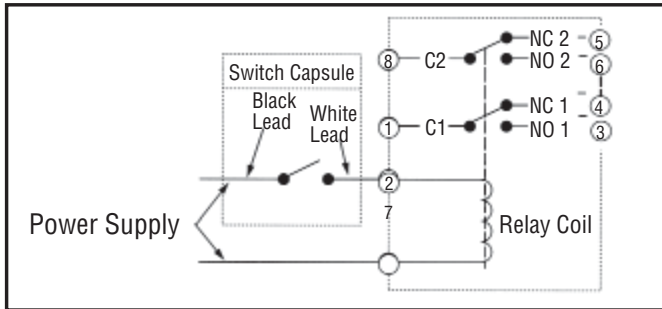 NC 2
5
8
C2
NO 2
6
Switch Capsule
Black
Lead
White
Lead
NC 1
4
1
C1
NO 1
3
2
7
Power Supply
Relay Coil